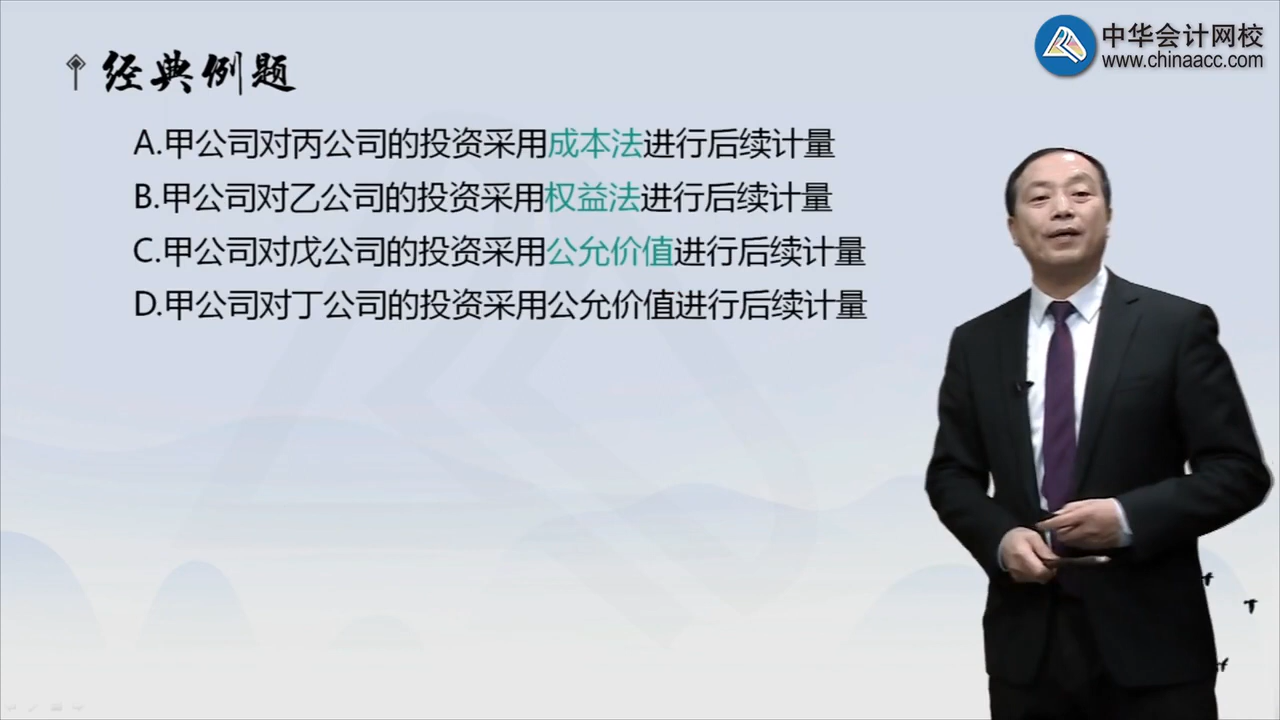 中华会计网校
www.chinaacc.com
经典例题
A.甲公司对丙公司的投资采用成本法进行后续计量
B.甲公司对乙公司的投资采用权益法进行后续计量
C.甲公司对戊公司的投资采用公允价值进行后续计量
D.甲公司对丁公司的投资采用公允价值进行后续计量